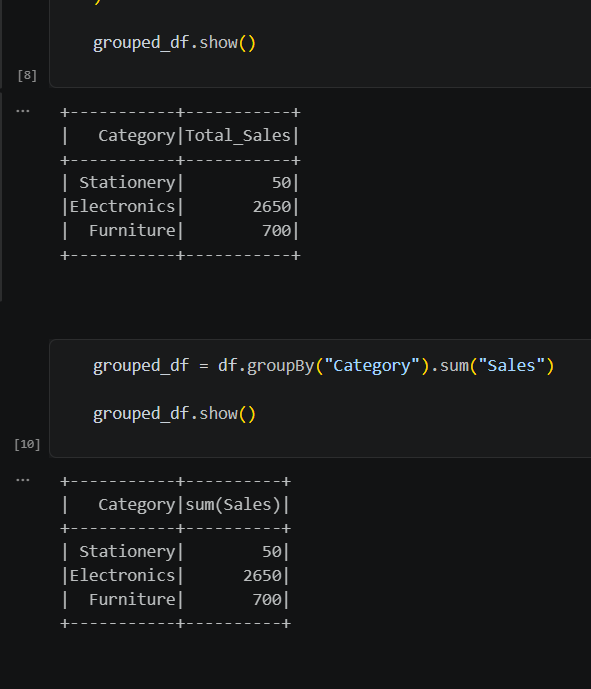 )
grouped_df.show()
[8]
...
+-----------+-----------+
|   Category|Total_Sales|
+-----------+-----------+
| Stationery|         50|
|Electronics|       2650|
|  Furniture|        700|
+-----------+-----------+
grouped_df = df.groupBy("Category").sum("Sales")
grouped_df.show()
[10]
...
+-----------+----------+
|   Category|sum(Sales)|
+-----------+----------+
| Stationery|        50|
|Electronics|      2650|
|  Furniture|       700|
+-----------+----------+